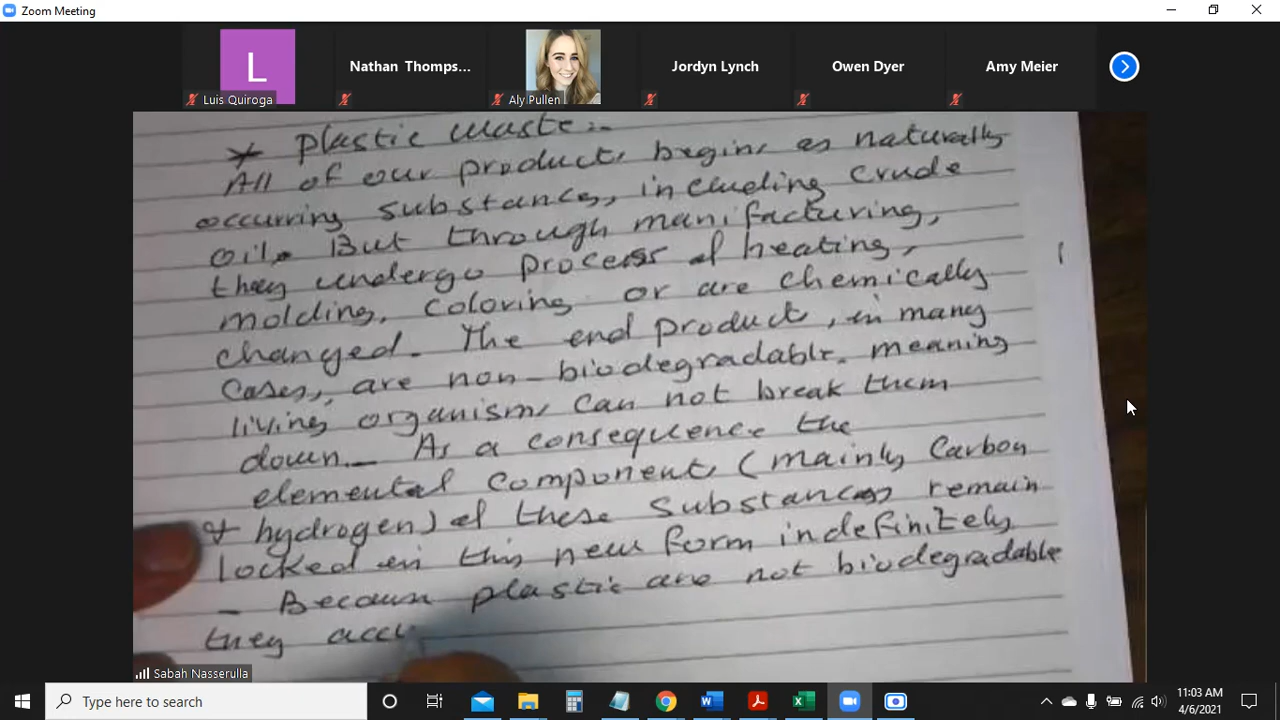 Zoom Meeting
L
Luis Quiroga
Nathan Thomps...
Aly Pullen
Jordyn Lynch
Owen Dyer
Amy Meier
* Plastic waste:-
All of our products begins as naturally
occurring substances, including crude
oil. But through manifacturing,
they undergo process of heating,
molding, coloring or are chemically
changed. The end product, in many
cases, are non-biodegradable. meaning
living organisms can not break them
down. As a consequence the
elemental components (mainly Carbon
& hydrogen) of these substances remain
locked in this new form indefinitely
- Because plastic are not biodegradable
they accu
Sabah Nasserulla
Type here to search
11:03 AM
4/6/2021